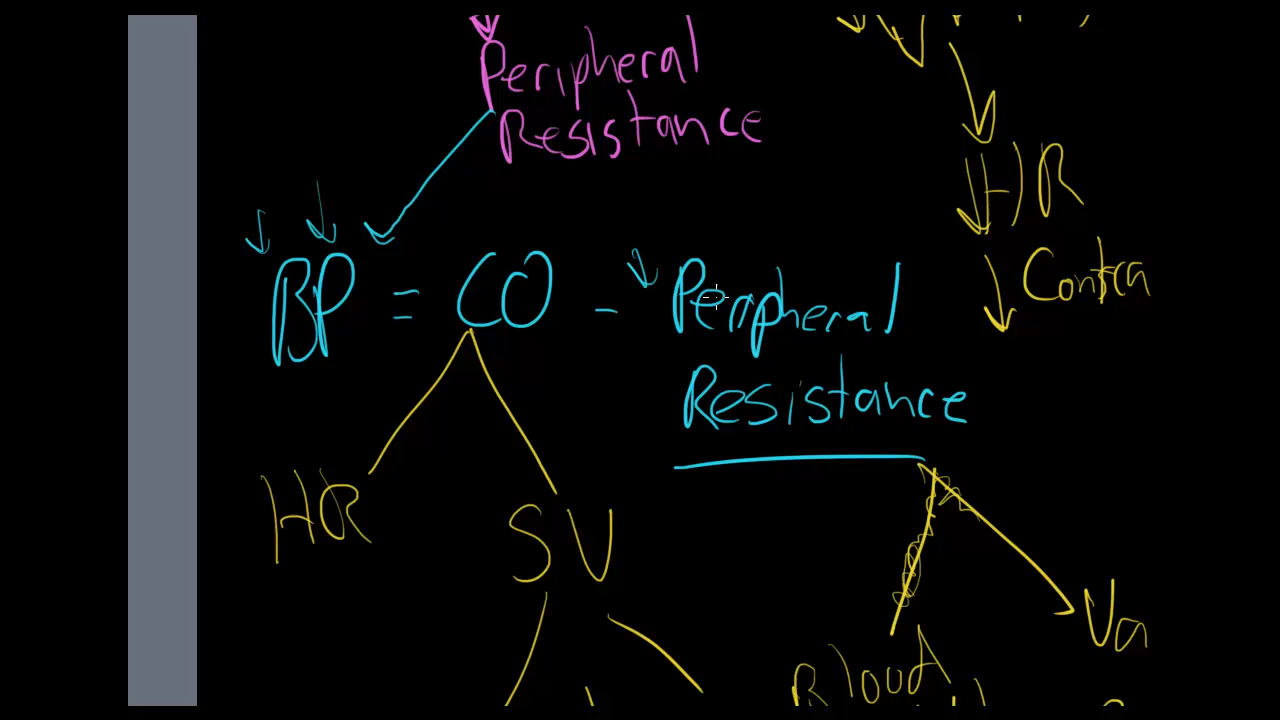 Peripheral
Resistance
HR
Contra
BP = CO - Peripheral
Resistance
HR
SV
Va
Blood